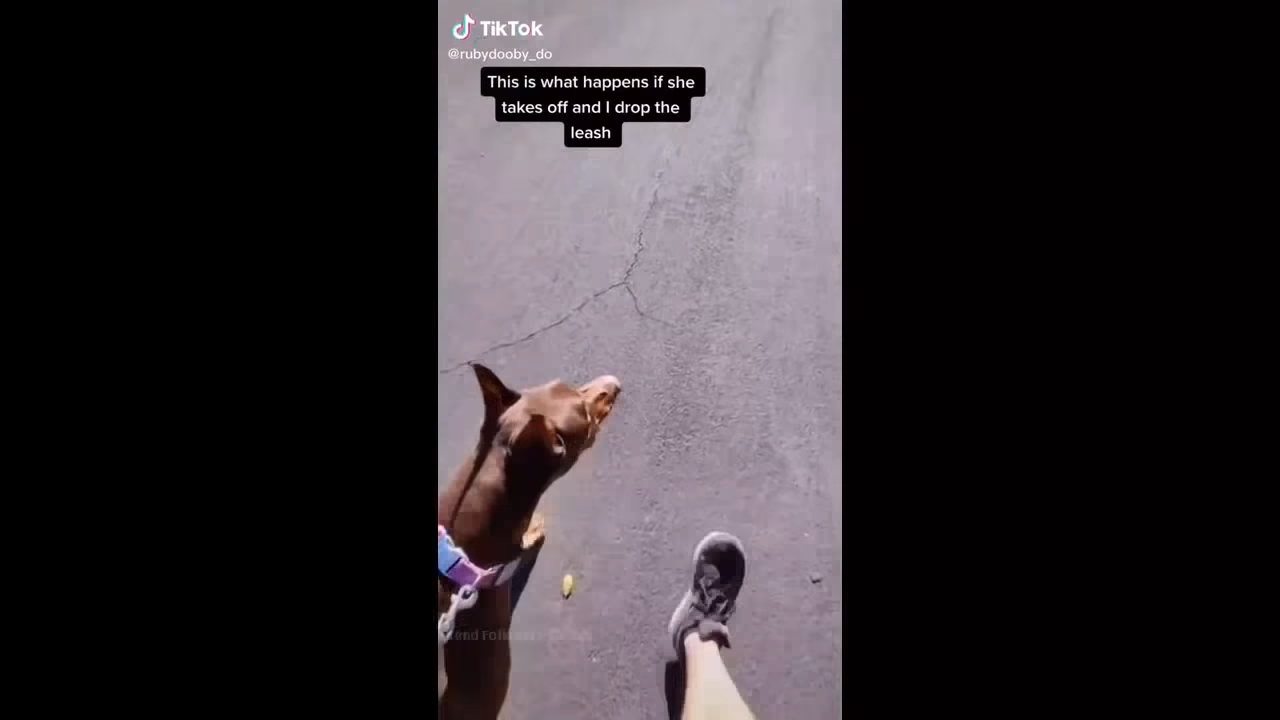 TikTok
@rubydooby_do
This is what happens if she
takes off and I drop the
leash